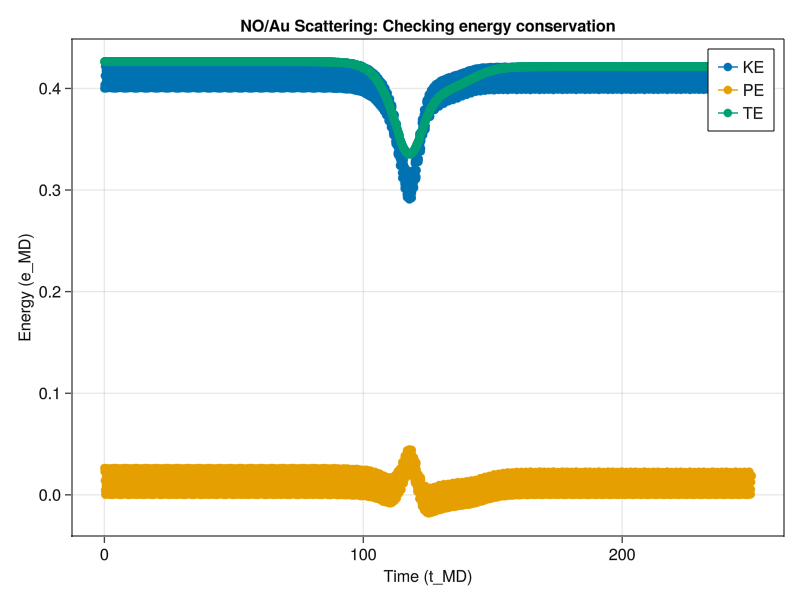 NO/Au Scattering: Checking energy conservation
KE
PE
TE
Energy (e_MD)
0.4
0.3
0.2
0.1
0.0
0
100
200
Time (t_MD)